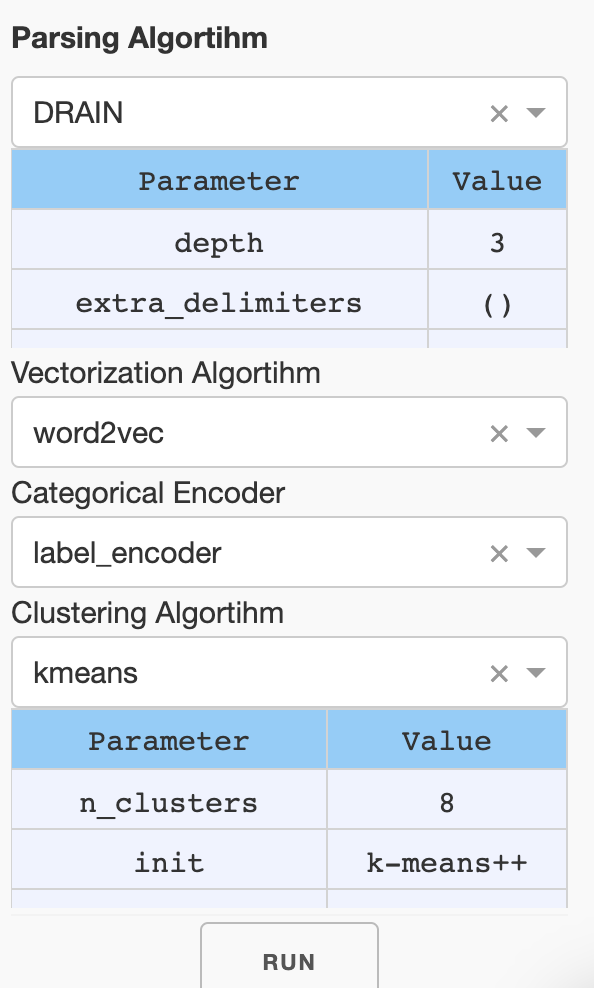 Parsing Algortihm
DRAIN
Parameter Value
depth 3
extra_delimiters ()
Vectorization Algortihm
word2vec
Categorical Encoder
label_encoder
Clustering Algortihm
kmeans
Parameter Value
n_clusters 8
init k-means++
RUN